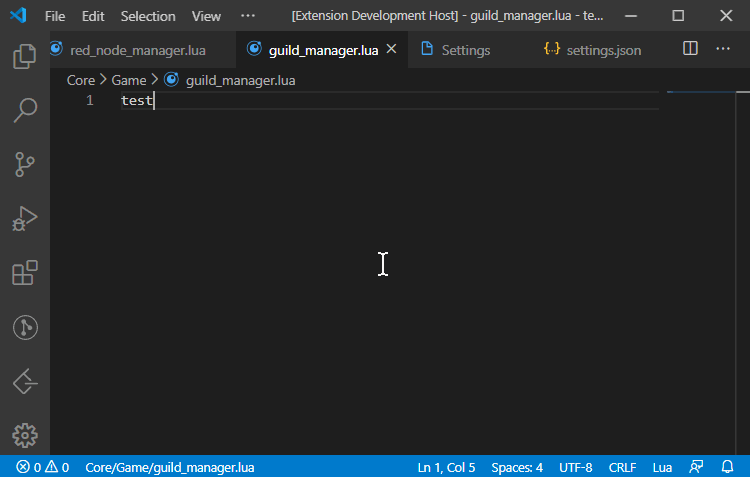 File Edit Selection View ··· [Extension Development Host] - guild_manager.lua - te...
red_node_manager.lua guild_manager.lua Settings {..} settings.json ···
Core > Game > guild_manager.lua
1 test
0 0 Core/Game/guild_manager.lua Ln 1, Col 5 Spaces: 4 UTF-8 CRLF Lua